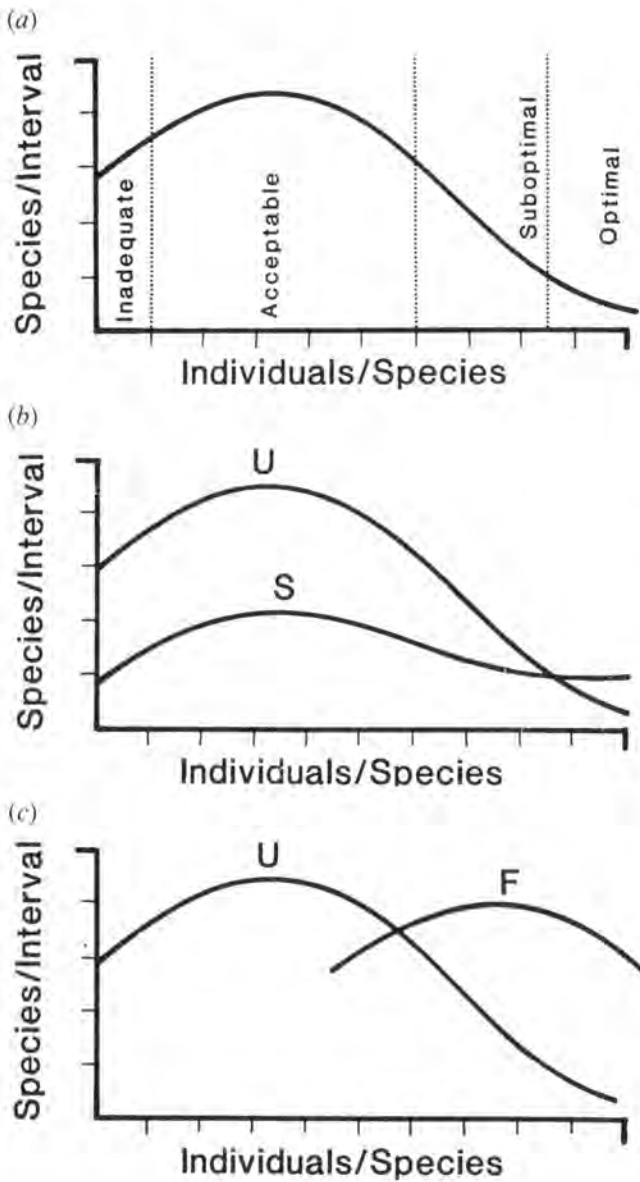 (a)
Species/Interval
Inadequate
Acceptable
Suboptimal
Optimal
Individuals/Species
(b)
Species/Interval
U
S
Individuals/Species
(c)
Species/Interval
U
F
Individuals/Species